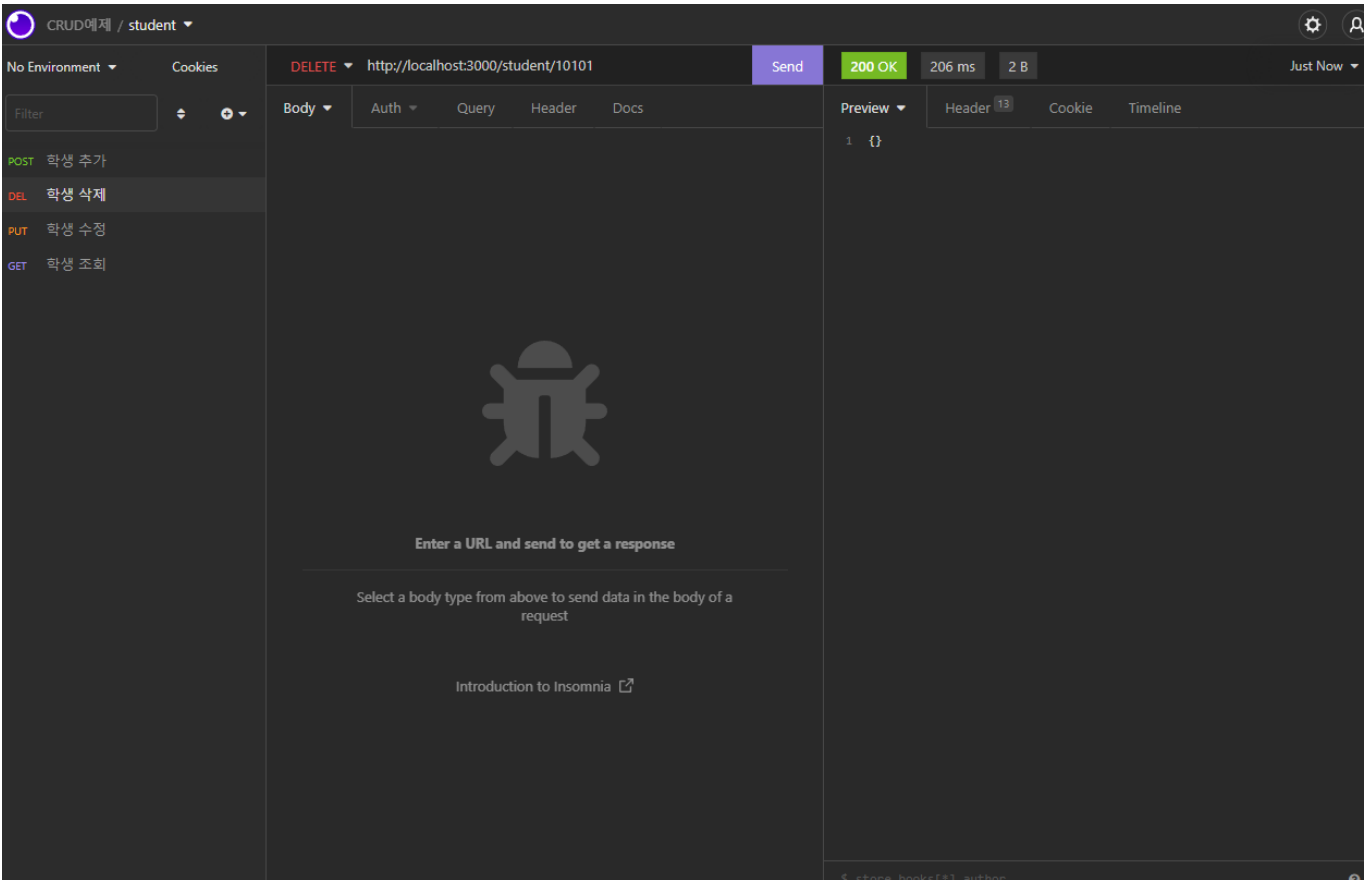 CRUD예제 / student
No Environment Cookies
Filter
POST 학생 추가
DEL 학생 삭제
PUT 학생 수정
GET 학생 조회
DELETE http://localhost:3000/student/10101 Send
Body Auth Query Header Docs
Enter a URL and send to get a response
Select a body type from above to send data in the body of a
request
Introduction to Insomnia
200 OK 206 ms 2 B Just Now
Preview Header 13 Cookie Timeline
1 {}
$.store.books[*].author